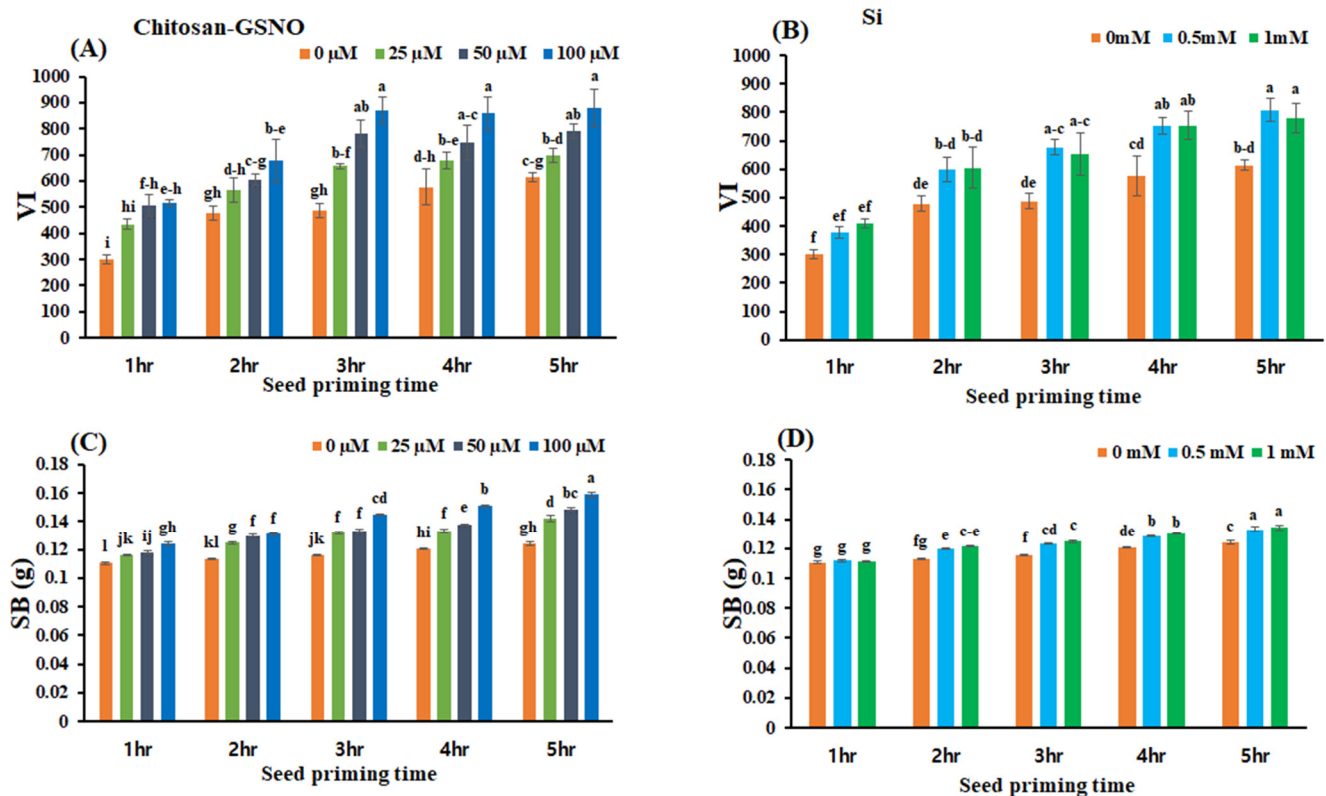 Chitosan-GSNO
(A)
0 µM 25 µM 50 µM 100 µM
1000
900
800
700
600
500
400
300
200
100
0
VI
i hi f-h e-h gh d-h c-g b-e gh b-f ab a d-h b-e a-c a c-g b-d ab a
1hr 2hr 3hr 4hr 5hr
Seed priming time
Si
(B)
0mM 0.5mM 1mM
1000
900
800
700
600
500
400
300
200
100
0
VI
f ef ef de b-d b-d de a-c a-c cd ab ab b-d a a
1hr 2hr 3hr 4hr 5hr
Seed priming time
(C)
0 µM 25 µM 50 µM 100 µM
0.18
0.16
0.14
0.12
0.1
0.08
0.06
0.04
0.02
0
SB (g)
l jk ij gh kl g f f jk f f cd hi f e b gh d bc a
1hr 2hr 3hr 4hr 5hr
Seed priming time
(D)
0 mM 0.5 mM 1 mM
0.18
0.16
0.14
0.12
0.1
0.08
0.06
0.04
0.02
0
SB (g)
g g g fg e c-e f cd c de b b c a a
1hr 2hr 3hr 4hr 5hr
Seed priming time